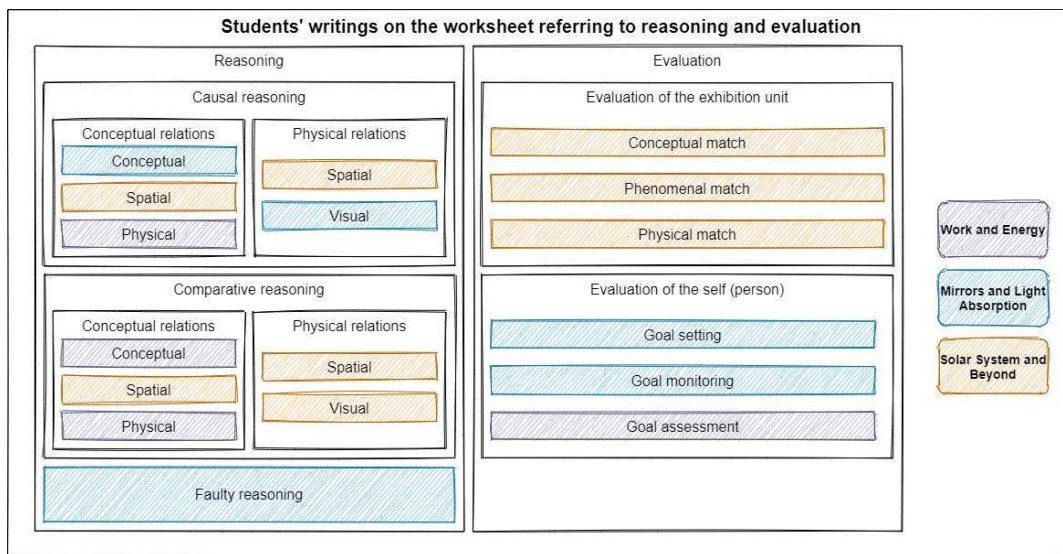 Students' writings on the worksheet referring to reasoning and evaluation
Reasoning
Causal reasoning
Conceptual relations
Conceptual
Spatial
Physical
Physical relations
Spatial
Visual
Comparative reasoning
Conceptual relations
Conceptual
Spatial
Physical
Physical relations
Spatial
Visual
Faulty reasoning
Evaluation
Evaluation of the exhibition unit
Conceptual match
Phenomenal match
Physical match
Evaluation of the self (person)
Goal setting
Goal monitoring
Goal assessment
Work and Energy
Mirrors and Light
Absorption
Solar System and
Beyond